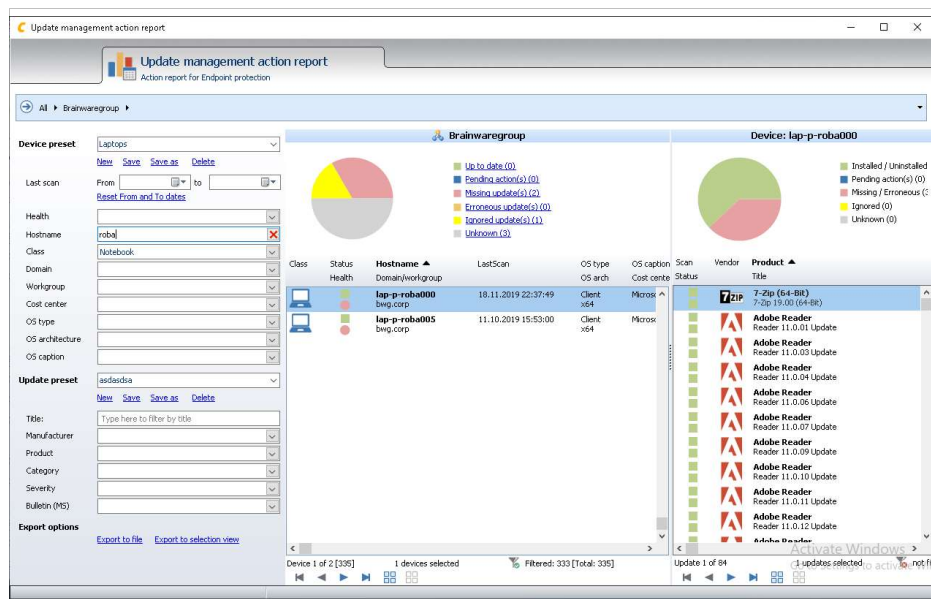 Update management action report
Update management action report
Action report for Endpoint protection
All Brainwaregroup
Device preset Laptops
New Save Save as Delete
Last scan From to
Reset From and To dates
Health
Hostname roba
Class Notebook
Domain
Workgroup
Cost center
OS type
OS architecture
OS caption
Update preset asdasdsa
New Save Save as Delete
Title: Type here to filter by title
Manufacturer
Product
Category
Severity
Bulletin (MS)
Export options
Export to file Export to selection view
Brainwaregroup
Up to date (0)
Pending action(s) (0)
Missing update(s) (2)
Erroneous update(s) (0)
Ignored update(s) (1)
Unknown (3)
Class Status Hostname LastScan OS type OS caption
Health Domain/workgroup OS arch Cost cente
lap-p-roba000 18.11.2019 22:37:49 Client Microsc
bwg.corp x64
lap-p-roba005 11.10.2019 15:53:00 Client Microsc
bwg.corp x64
Device 1 of 2 [335] 1 devices selected Filtered: 333 [Total: 335]
Device: lap-p-roba000
Installed / Uninstalled
Pending action(s) (0)
Missing / Erroneous (
Ignored (0)
Unknown (0)
Scan Vendor Product
Status Title
7ZIP 7-Zip (64-Bit)
7-Zip 19.00 (64-Bit)
Adobe Reader
Reader 11.0.01 Update
Adobe Reader
Reader 11.0.03 Update
Adobe Reader
Reader 11.0.04 Update
Adobe Reader
Reader 11.0.06 Update
Adobe Reader
Reader 11.0.07 Update
Adobe Reader
Reader 11.0.09 Update
Adobe Reader
Reader 11.0.10 Update
Adobe Reader
Reader 11.0.11 Update
Adobe Reader
Reader 11.0.12 Update
Adobe Reader
Activate Windows
Update 1 of 84 1 updates selected not f